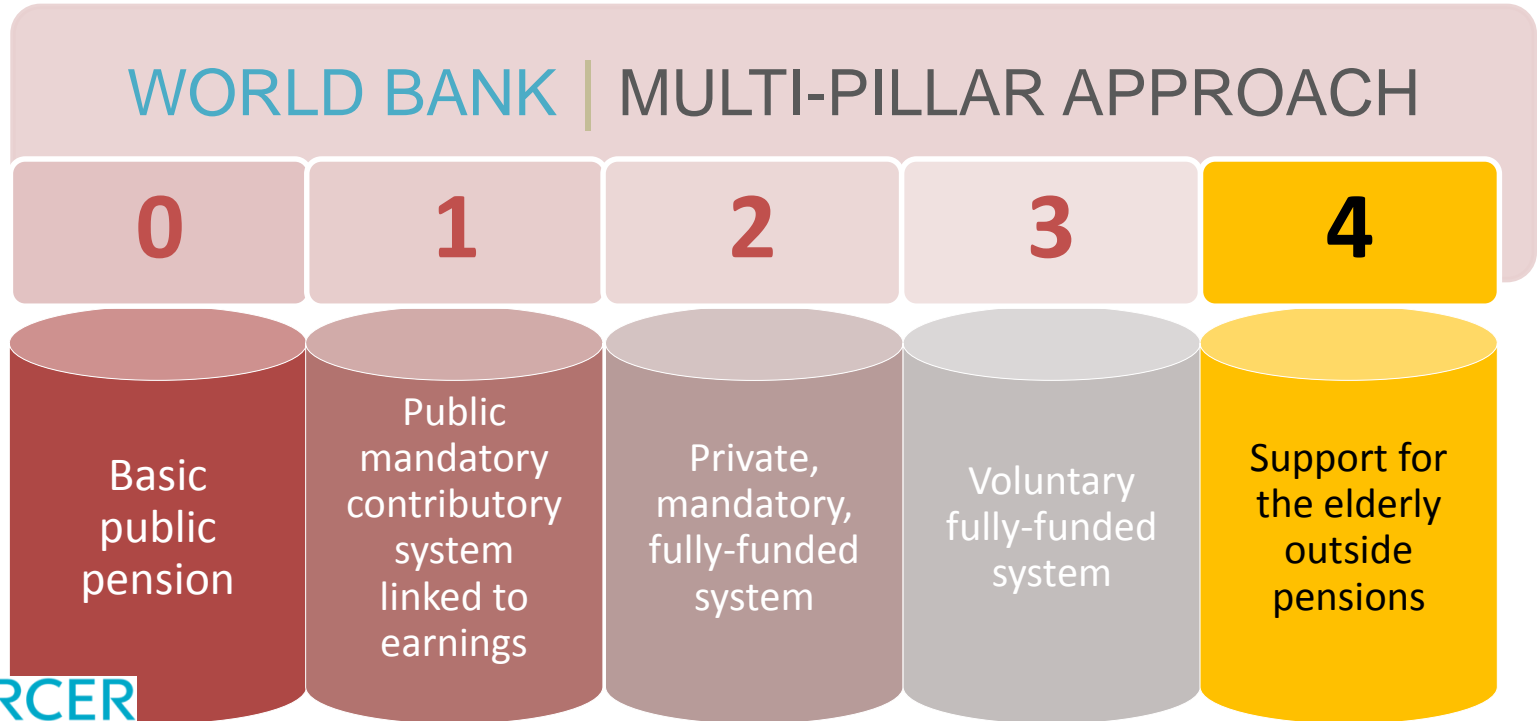 WORLD BANK | MULTI-PILLAR APPROACH
0
1
2
3
4
Basic
public
pension
Public
mandatory
contributory
system
linked to
earnings
Private,
mandatory,
fully-funded
system
Voluntary
fully-funded
system
Support for
the elderly
outside
pensions
RCER